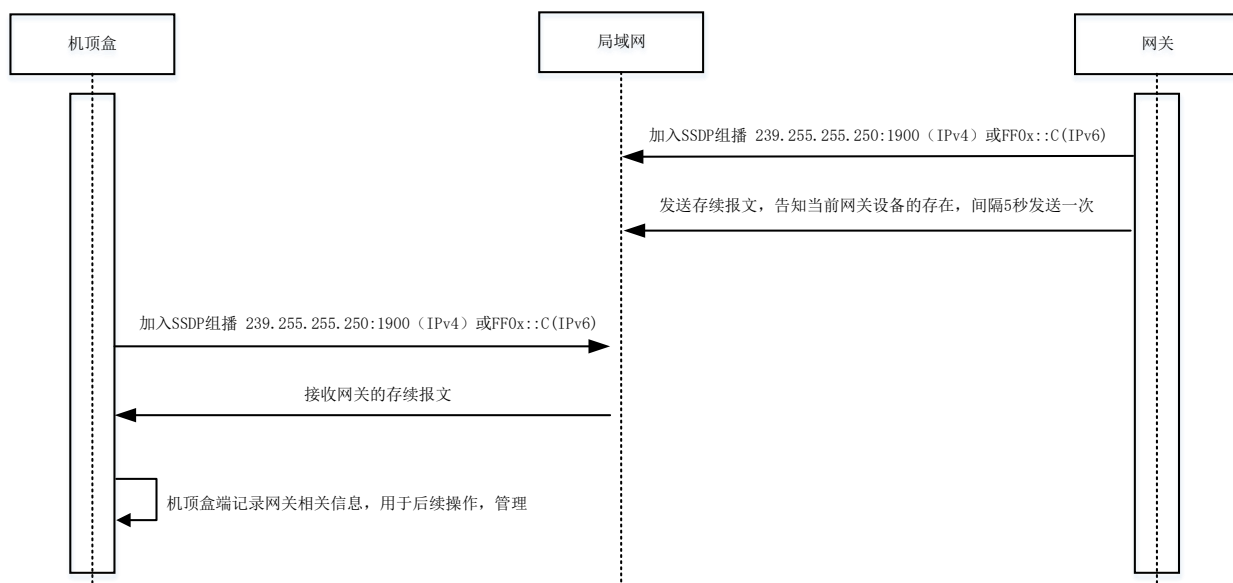 机顶盒
局域网
网关
加入SSDP组播 239.255.255.250:1900（IPv4）或FF0x::C(IPv6)
发送存续报文，告知当前网关设备的存在，间隔5秒发送一次
加入SSDP组播 239.255.255.250:1900（IPv4）或FF0x::C(IPv6)
接收网关的存续报文
机顶盒端记录网关相关信息，用于后续操作，管理